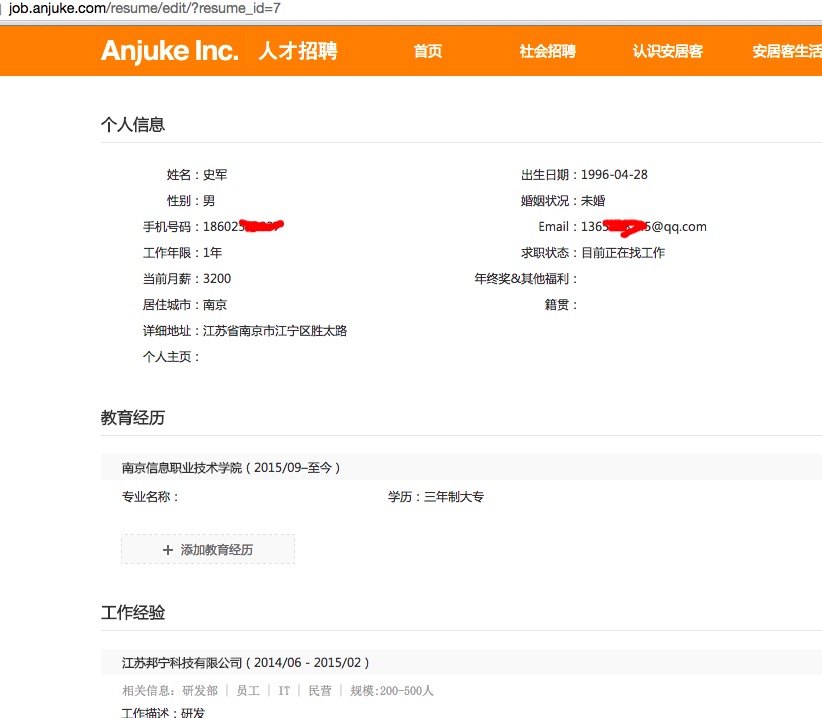 job.anjuke.com/resume/edit/?resume_id=7
Anjuke Inc. 人才招聘 首页 社会招聘 认识安居客 安居客生活
个人信息
姓名：史军 出生日期：1996-04-28
性别：男 婚姻状况：未婚
手机号码：18602 Email：136 5@qq.com
工作年限：1年 求职状态：目前正在找工作
当前月薪：3200 年终奖&其他福利：
居住城市：南京 籍贯：
详细地址：江苏省南京市江宁区胜太路
个人主页：
教育经历
南京信息职业技术学院（2015/09–至今）
专业名称： 学历：三年制大专
+ 添加教育经历
工作经验
江苏邦宁科技有限公司（2014/06 - 2015/02）
相关信息：研发部 | 员工 | IT | 民营 | 规模:200-500人
工作描述：研发